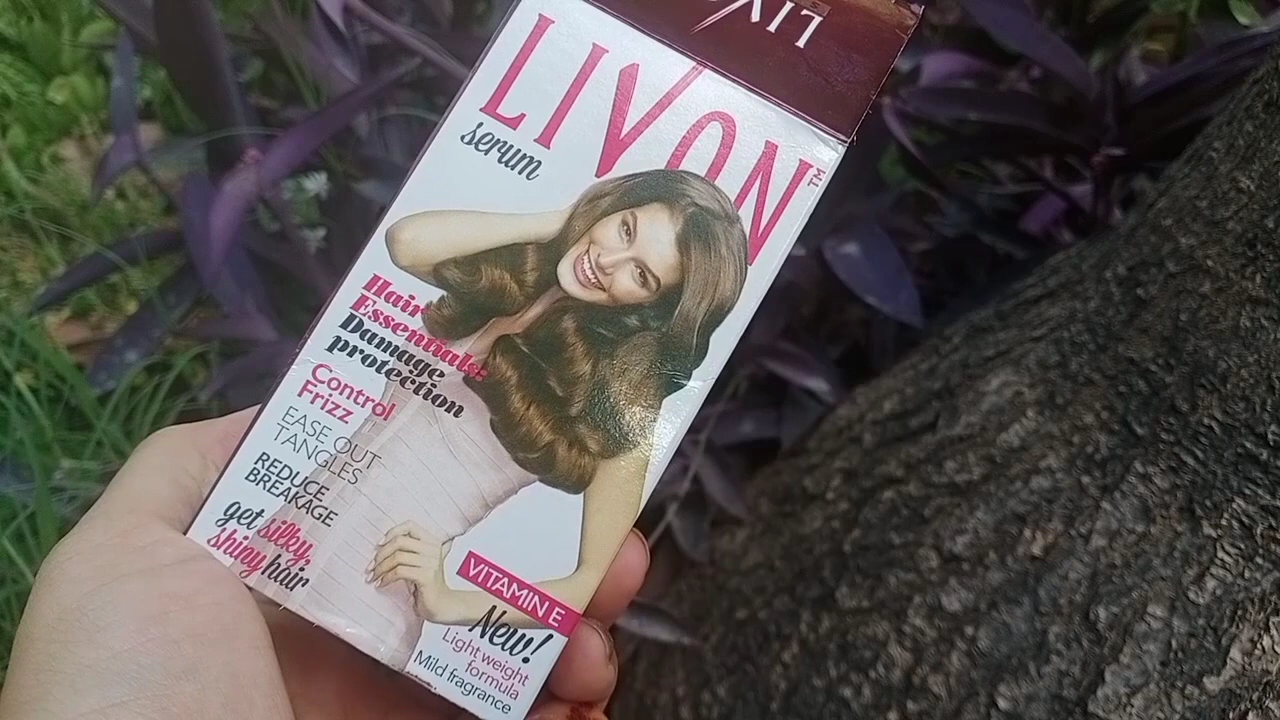 LIVON
LIVON™
serum
Hair
Essentials:
Damage
protection
Control
Frizz
EASE OUT
TANGLES
REDUCE
BREAKAGE
get silky,
shiny hair
VITAMIN E
New!
Light weight
formula
Mild fragrance